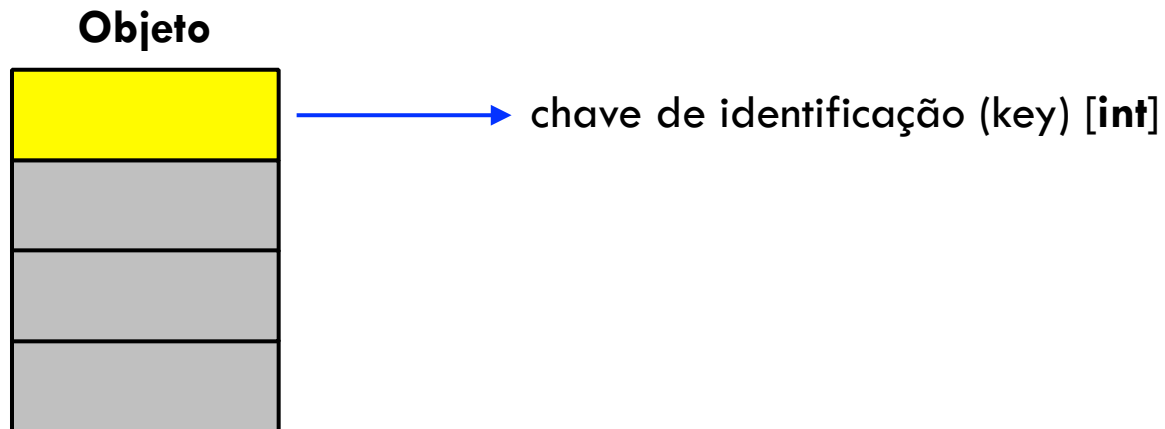 Objeto
chave de identificação (key) [int]